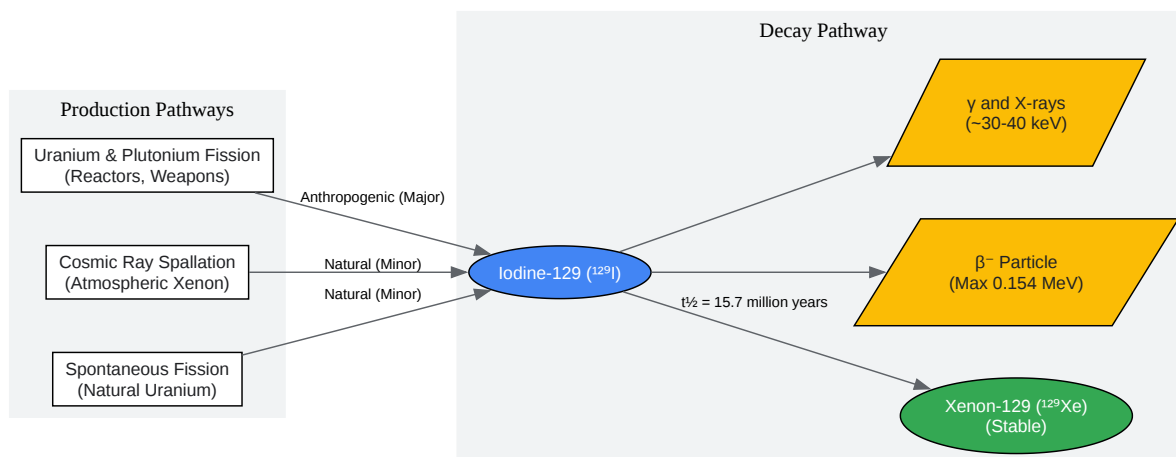 Production Pathways
Uranium & Plutonium Fission
(Reactors, Weapons)
Cosmic Ray Spallation
(Atmospheric Xenon)
Spontaneous Fission
(Natural Uranium)
Anthropogenic (Major)
Natural (Minor)
Natural (Minor)
Decay Pathway
Iodine-129 (¹²⁹I)
t½ = 15.7 million years
γ and X-rays
(~30-40 keV)
β⁻ Particle
(Max 0.154 MeV)
Xenon-129 (¹²⁹Xe)
(Stable)